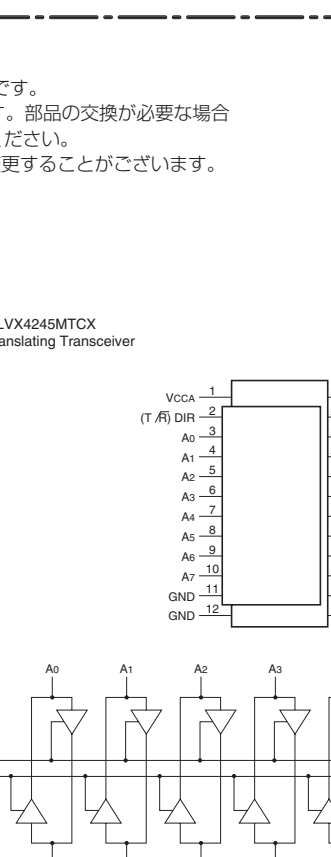 です。
す。部品の交換が必要な場合
ください。
変更することがございます。
LVX4245MTCX
anslating Transceiver
VCCA 1
(T/R̅) DIR 2
A0 3
A1 4
A2 5
A3 6
A4 7
A5 8
A6 9
A7 10
GND 11
GND 12
A0 A1 A2 A3